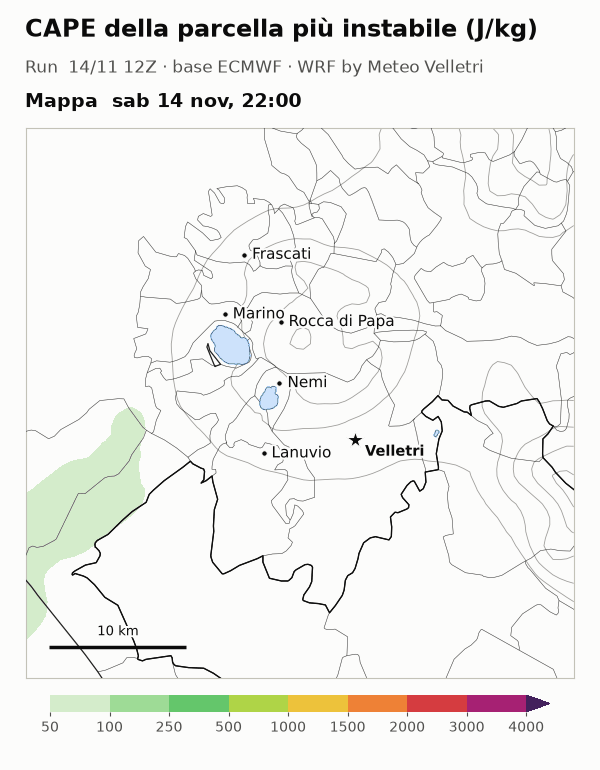 CAPE della parcella più instabile (J/kg)
Run  14/11 12Z · base ECMWF · WRF by Meteo Velletri
Mappa  sab 14 nov, 22:00
Frascati
Marino
Rocca di Papa
Nemi
Velletri
Lanuvio
10 km
50 100 250 500 1000 1500 2000 3000 4000